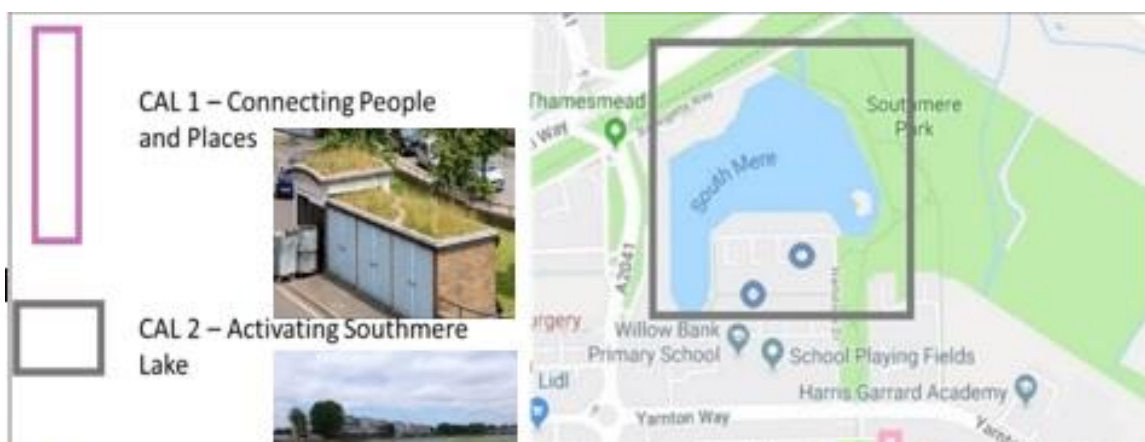 CAL 1 – Connecting People
and Places
CAL 2 – Activating Southmere
Lake
Thamesmead
Way
Southmere
Park
South Mere
A2041
urgery
Willow Bank
Primary School
School Playing Fields
Lidl
Harris Garrard Academy
Yarnton Way